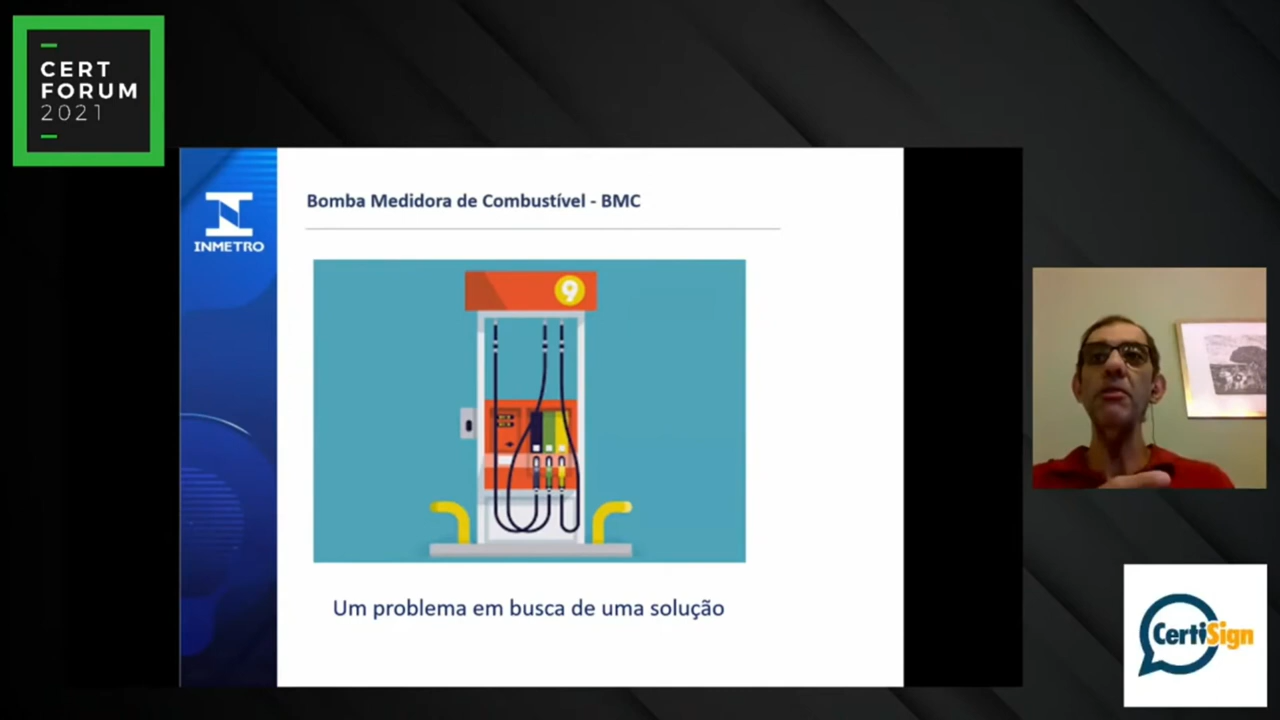 CERT
FORUM
2021
INMETRO
Bomba Medidora de Combustível - BMC
9
Um problema em busca de uma solução
CertiSign